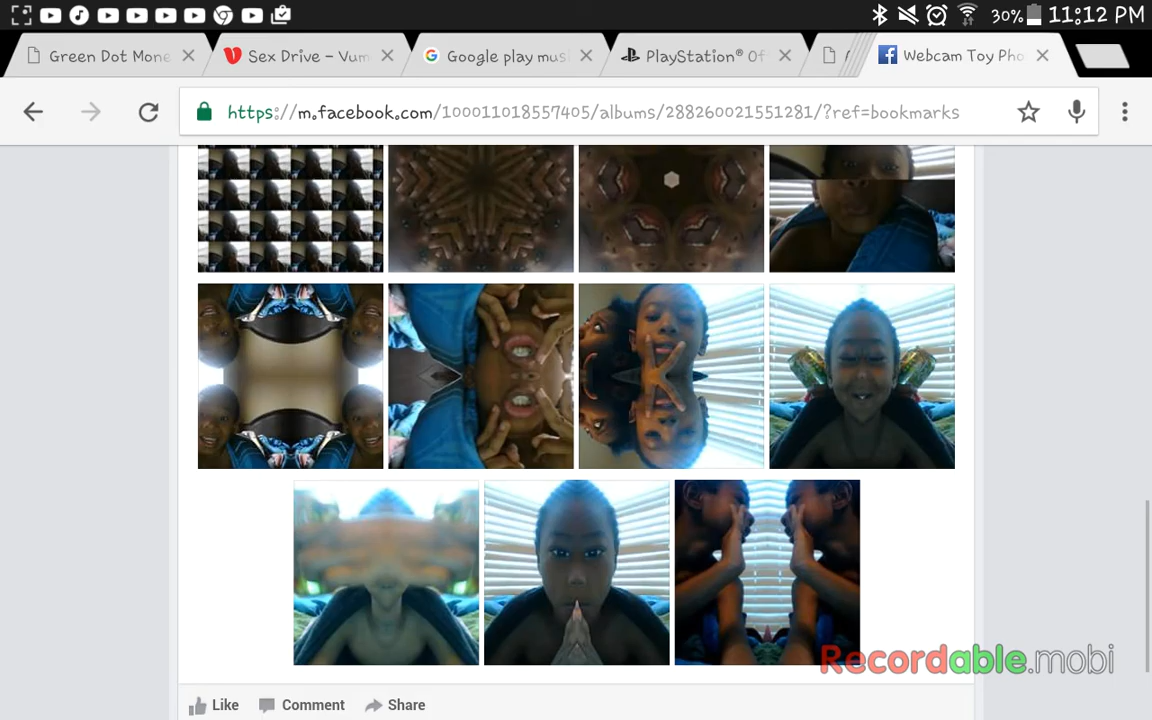 30% 11:12 PM
Green Dot Mone
Sex Drive – Vum
Google play mus
PlayStation® Of
Webcam Toy Pho
https://m.facebook.com/100011018557405/albums/288260021551281/?ref=bookmarks
Like Comment Share
Recordable.mobi